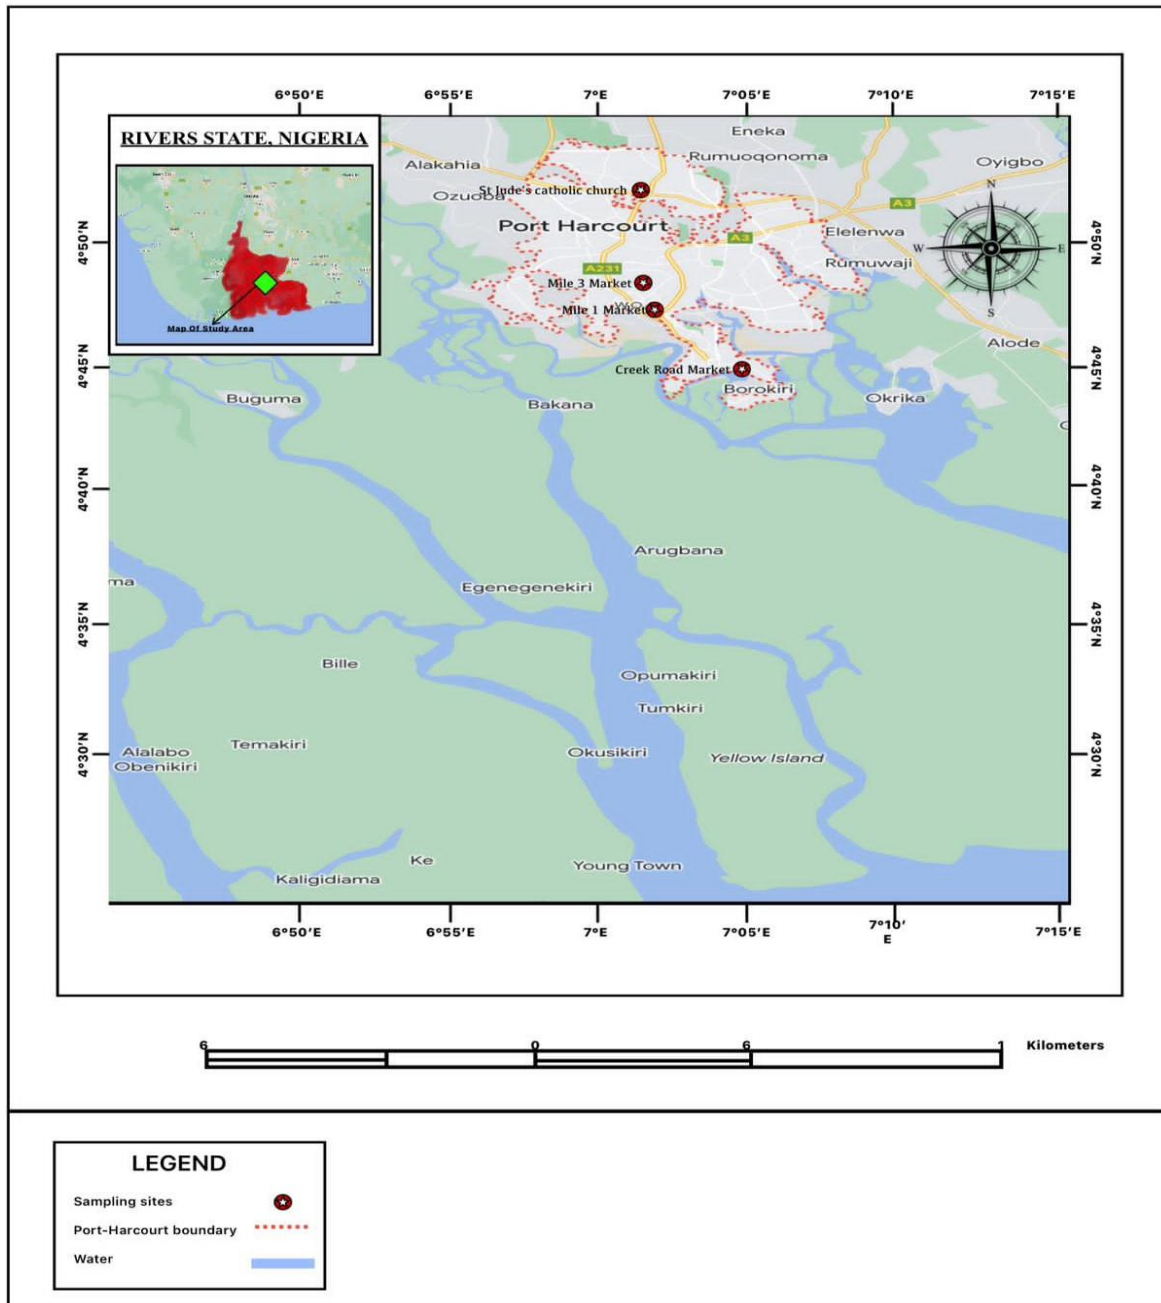 6°50'E 6°55'E 7°E 7°05'E 7°10'E 7°15'E
RIVERS STATE, NIGERIA
Map Of Study Area
Eneka
Rumuoqonoma
Alakahia
Oyigbo
St Jude's catholic church
Ozuoba
A3
N
Port Harcourt
A3
Elelenwa
W
E
4°50'N
4°50'N
Rumuwaji
A231
Mile 3 Market
Mile 1 Market
S
Alode
4°45'N
Creek Road Market
4°45'N
Borokiri
Buguma
Bakana
Okrika
4°40'N
4°40'N
Arugbana
ma
Egenegenekiri
4°35'N
4°35'N
Bille
Opumakiri
Tumkiri
Temakiri
Alalabo
Obenikiri
Okusikiri
Yellow Island
4°30'N
4°30'N
Ke
Young Town
Kaligidiama
6°50'E 6°55'E 7°E 7°05'E 7°10'
E 7°15'E
6 0 6 1 Kilometers
LEGEND
Sampling sites
Port-Harcourt boundary
Water